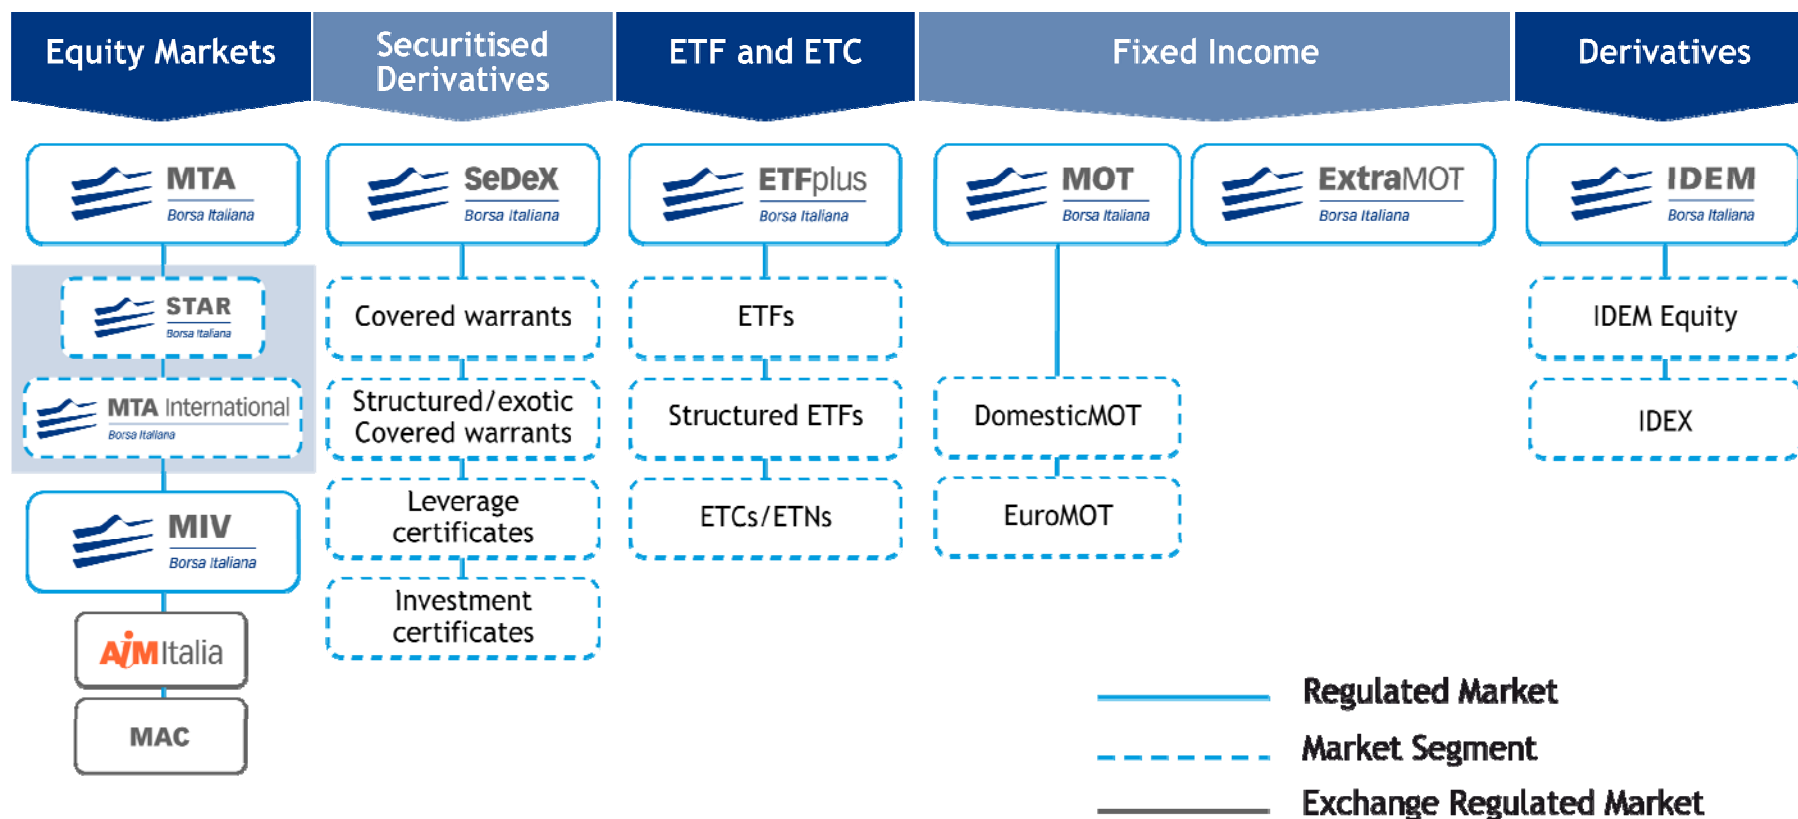 Equity Markets
Securitised
Derivatives
ETF and ETC
Fixed Income
Derivatives
MTA
Borsa Italiana
SeDeX
Borsa Italiana
ETFplus
Borsa Italiana
MOT
Borsa Italiana
ExtraMOT
Borsa Italiana
IDEM
Borsa Italiana
STAR
Borsa Italiana
MTA International
Borsa Italiana
MIV
Borsa Italiana
AiMItalia
MAC
Covered warrants
Structured/exotic
Covered warrants
Leverage
certificates
Investment
certificates
ETFs
Structured ETFs
ETCs/ETNs
DomesticMOT
EuroMOT
IDEM Equity
IDEX
Regulated Market
Market Segment
Exchange Regulated Market